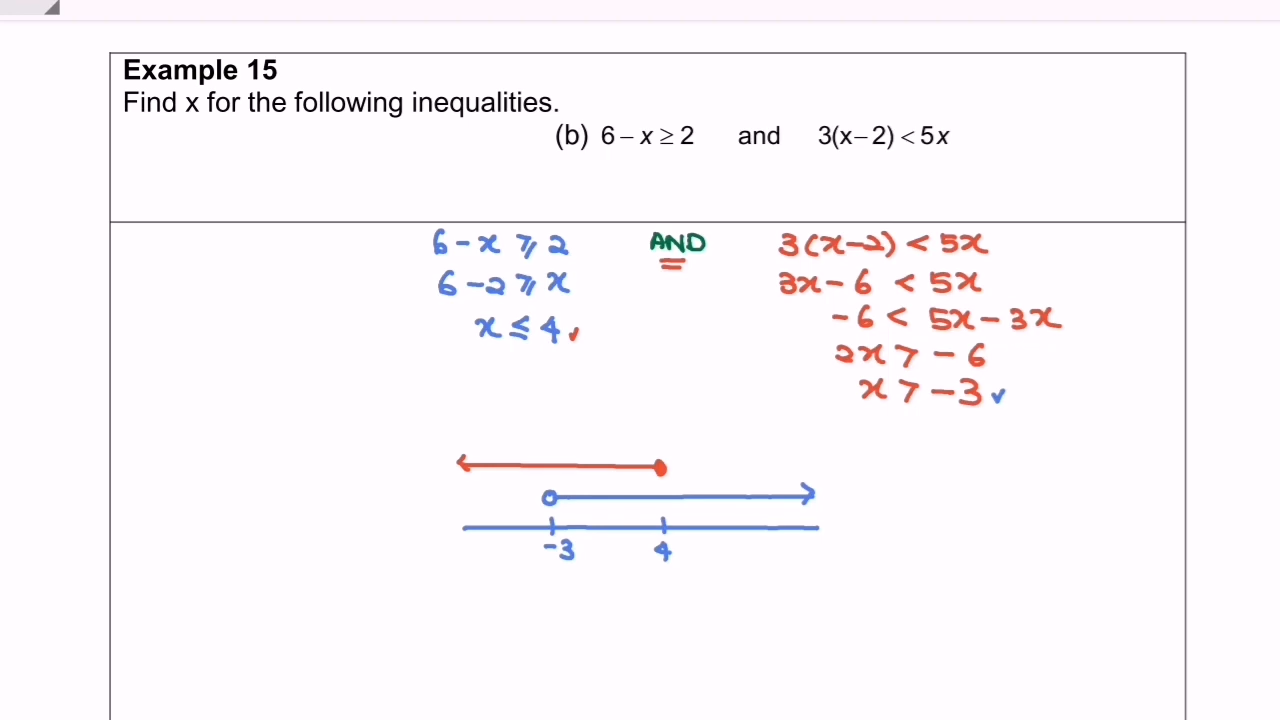 Example 15
Find x for the following inequalities.
(b) 6 – x ≥ 2 and 3(x – 2) < 5x
6 - x ≥ 2 AND 3(x-2) < 5x
6 - 2 ≥ x 3x - 6 < 5x
x ≤ 4 -6 < 5x - 3x
2x > -6
x > -3
-3 4